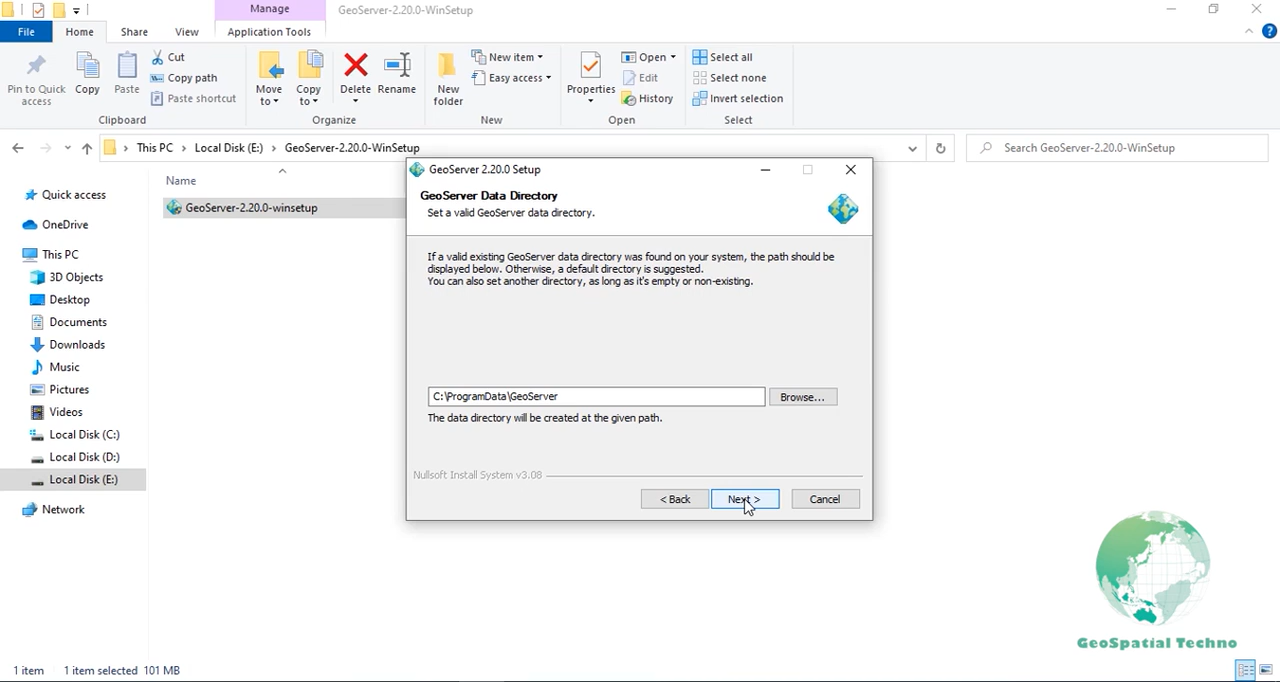 Manage
GeoServer-2.20.0-WinSetup
File
Home
Share
View
Application Tools
Pin to Quick
access
Copy
Paste
Cut
Copy path
Paste shortcut
Clipboard
Move
to
Copy
to
Delete
Rename
Organize
New
folder
New item
Easy access
New
Properties
Open
Edit
History
Open
Select all
Select none
Invert selection
Select
This PC
Local Disk (E:)
GeoServer-2.20.0-WinSetup
Search GeoServer-2.20.0-WinSetup
Quick access
OneDrive
This PC
3D Objects
Desktop
Documents
Downloads
Music
Pictures
Videos
Local Disk (C:)
Local Disk (D:)
Local Disk (E:)
Network
Name
GeoServer-2.20.0-winsetup
GeoServer 2.20.0 Setup
GeoServer Data Directory
Set a valid GeoServer data directory.
If a valid existing GeoServer data directory was found on your system, the path should be
displayed below. Otherwise, a default directory is suggested.
You can also set another directory, as long as it's empty or non-existing.
C:\ProgramData\GeoServer
Browse...
The data directory will be created at the given path.
Nullsoft Install System v3.08
< Back
Next >
Cancel
GeoSpatial Techno
1 item
1 item selected
101 MB